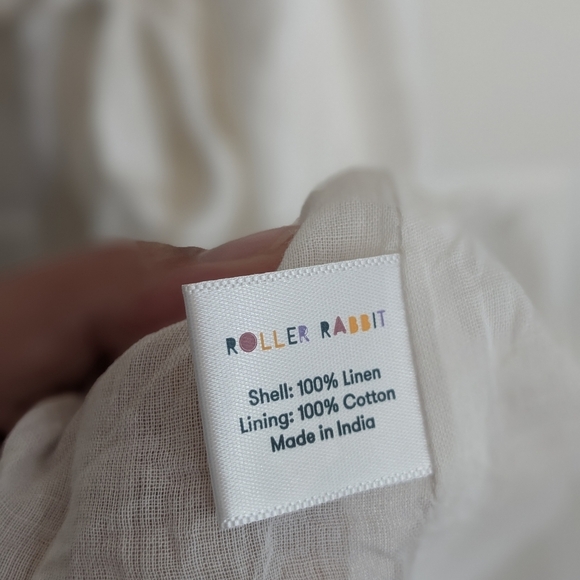 ROLLER RABBIT
Shell: 100% Linen
Lining: 100% Cotton
Made in India